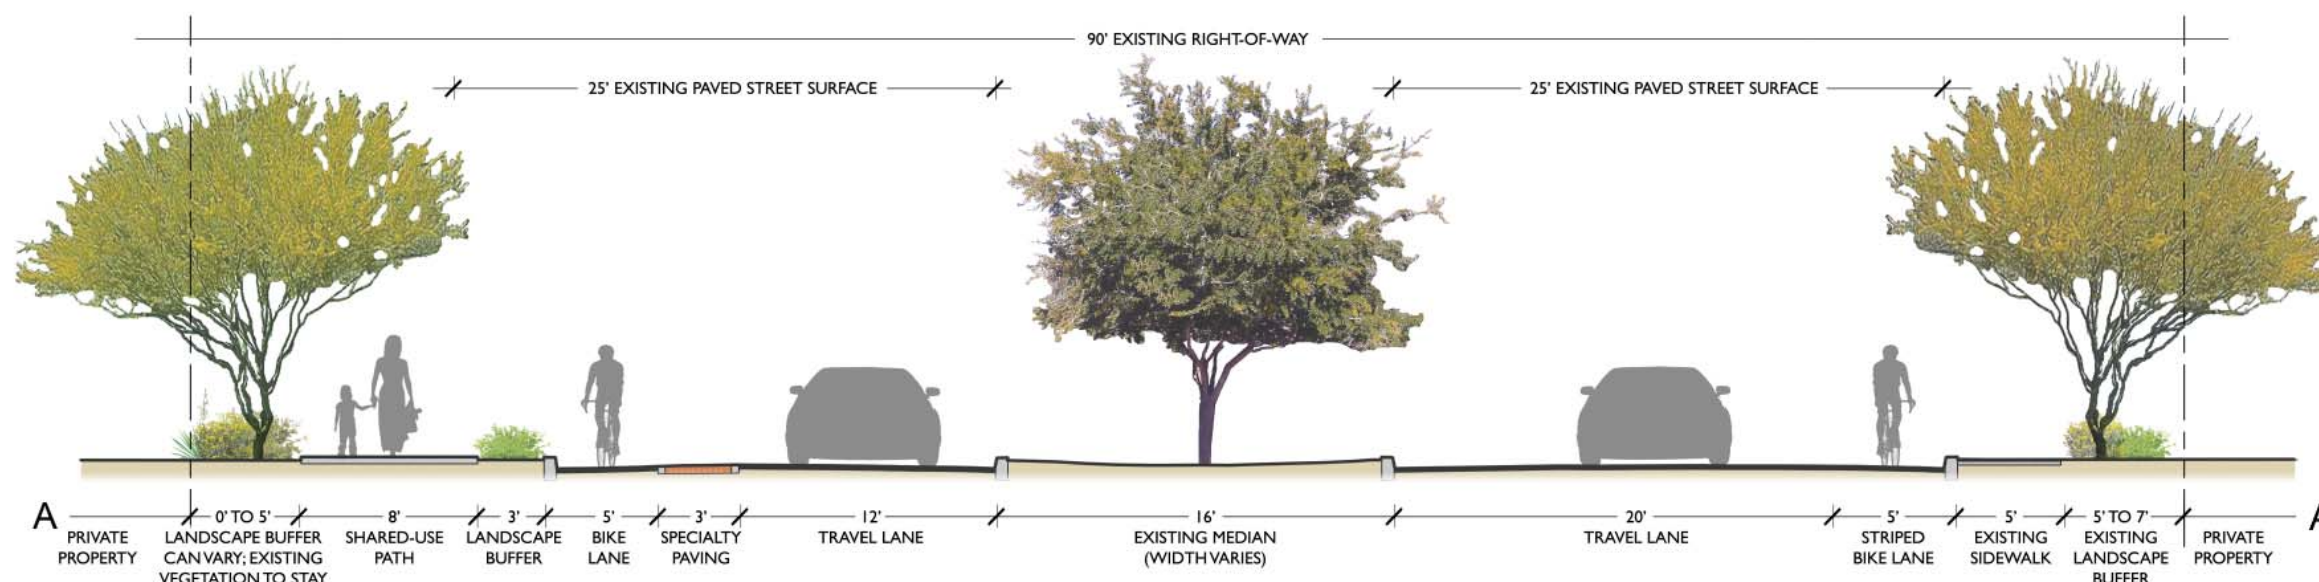 90' EXISTING RIGHT-OF-WAY
25' EXISTING PAVED STREET SURFACE
25' EXISTING PAVED STREET SURFACE
A
0' TO 5'
8'
3'
5'
3'
12'
16'
20'
5'
5'
5' TO 7'
PRIVATE
PROPERTY
LANDSCAPE BUFFER
CAN VARY; EXISTING
VEGETATION TO STAY
SHARED-USE
PATH
LANDSCAPE
BUFFER
BIKE
LANE
SPECIALTY
PAVING
TRAVEL LANE
EXISTING MEDIAN
(WIDTH VARIES)
TRAVEL LANE
STRIPED
BIKE LANE
EXISTING
SIDEWALK
EXISTING
LANDSCAPE
BUFFER
PRIVATE
PROPERTY